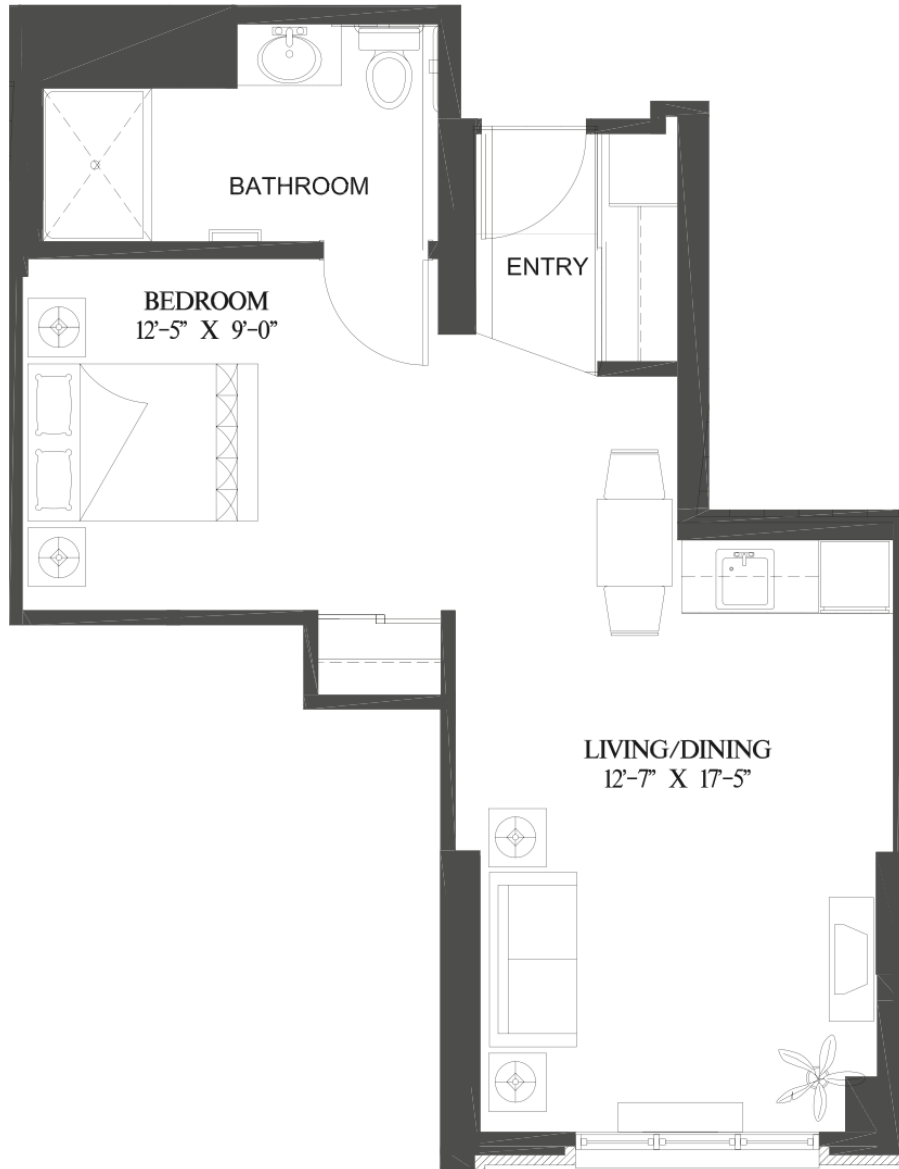 BATHROOM
ENTRY
BEDROOM
12'-5" X 9'-0"
LIVING/DINING
12'-7" X 17'-5"